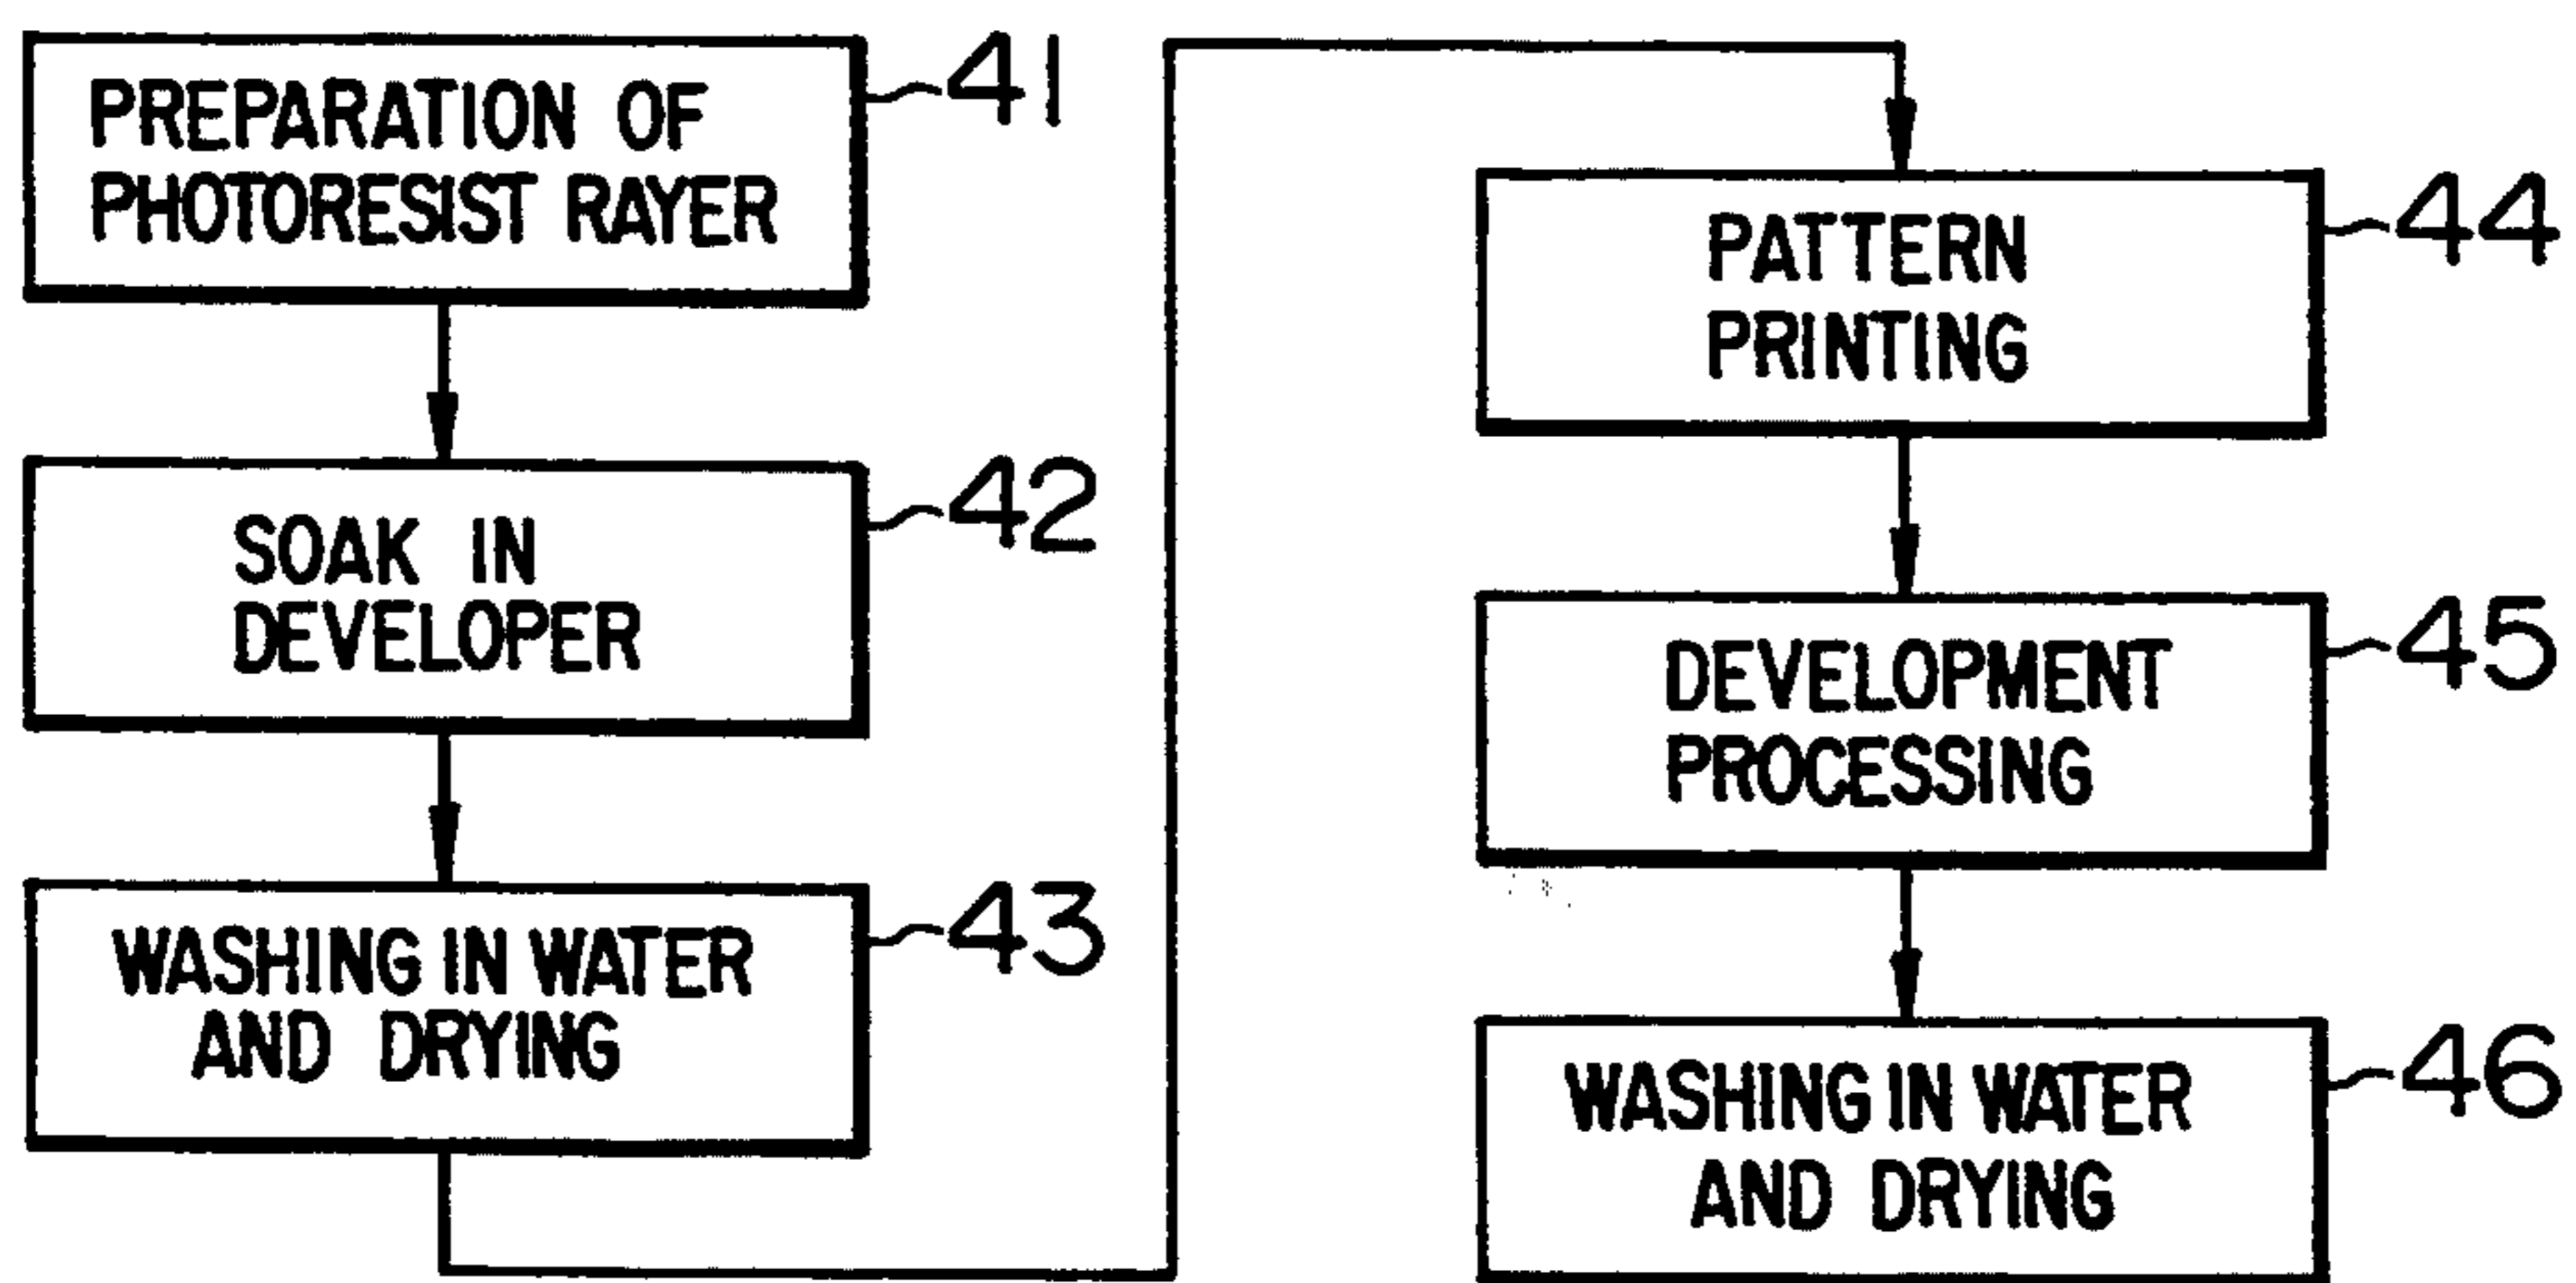 PREPARATION OF
PHOTORESIST RAYER
41
SOAK IN
DEVELOPER
42
WASHING IN WATER
AND DRYING
43
PATTERN
PRINTING
44
DEVELOPMENT
PROCESSING
45
WASHING IN WATER
AND DRYING
46